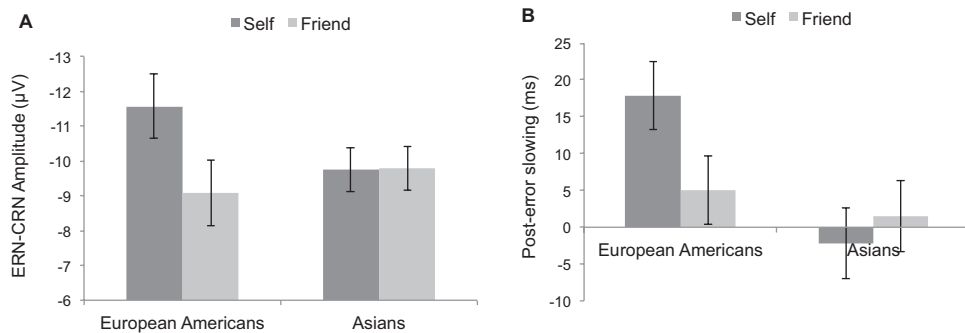 A
Self Friend
ERN-CRN Amplitude (µV)
-13
-12
-11
-10
-9
-8
-7
-6
European Americans Asians
B
Self Friend
Post-error slowing (ms)
25
20
15
10
5
0
-5
-10
European Americans Asians